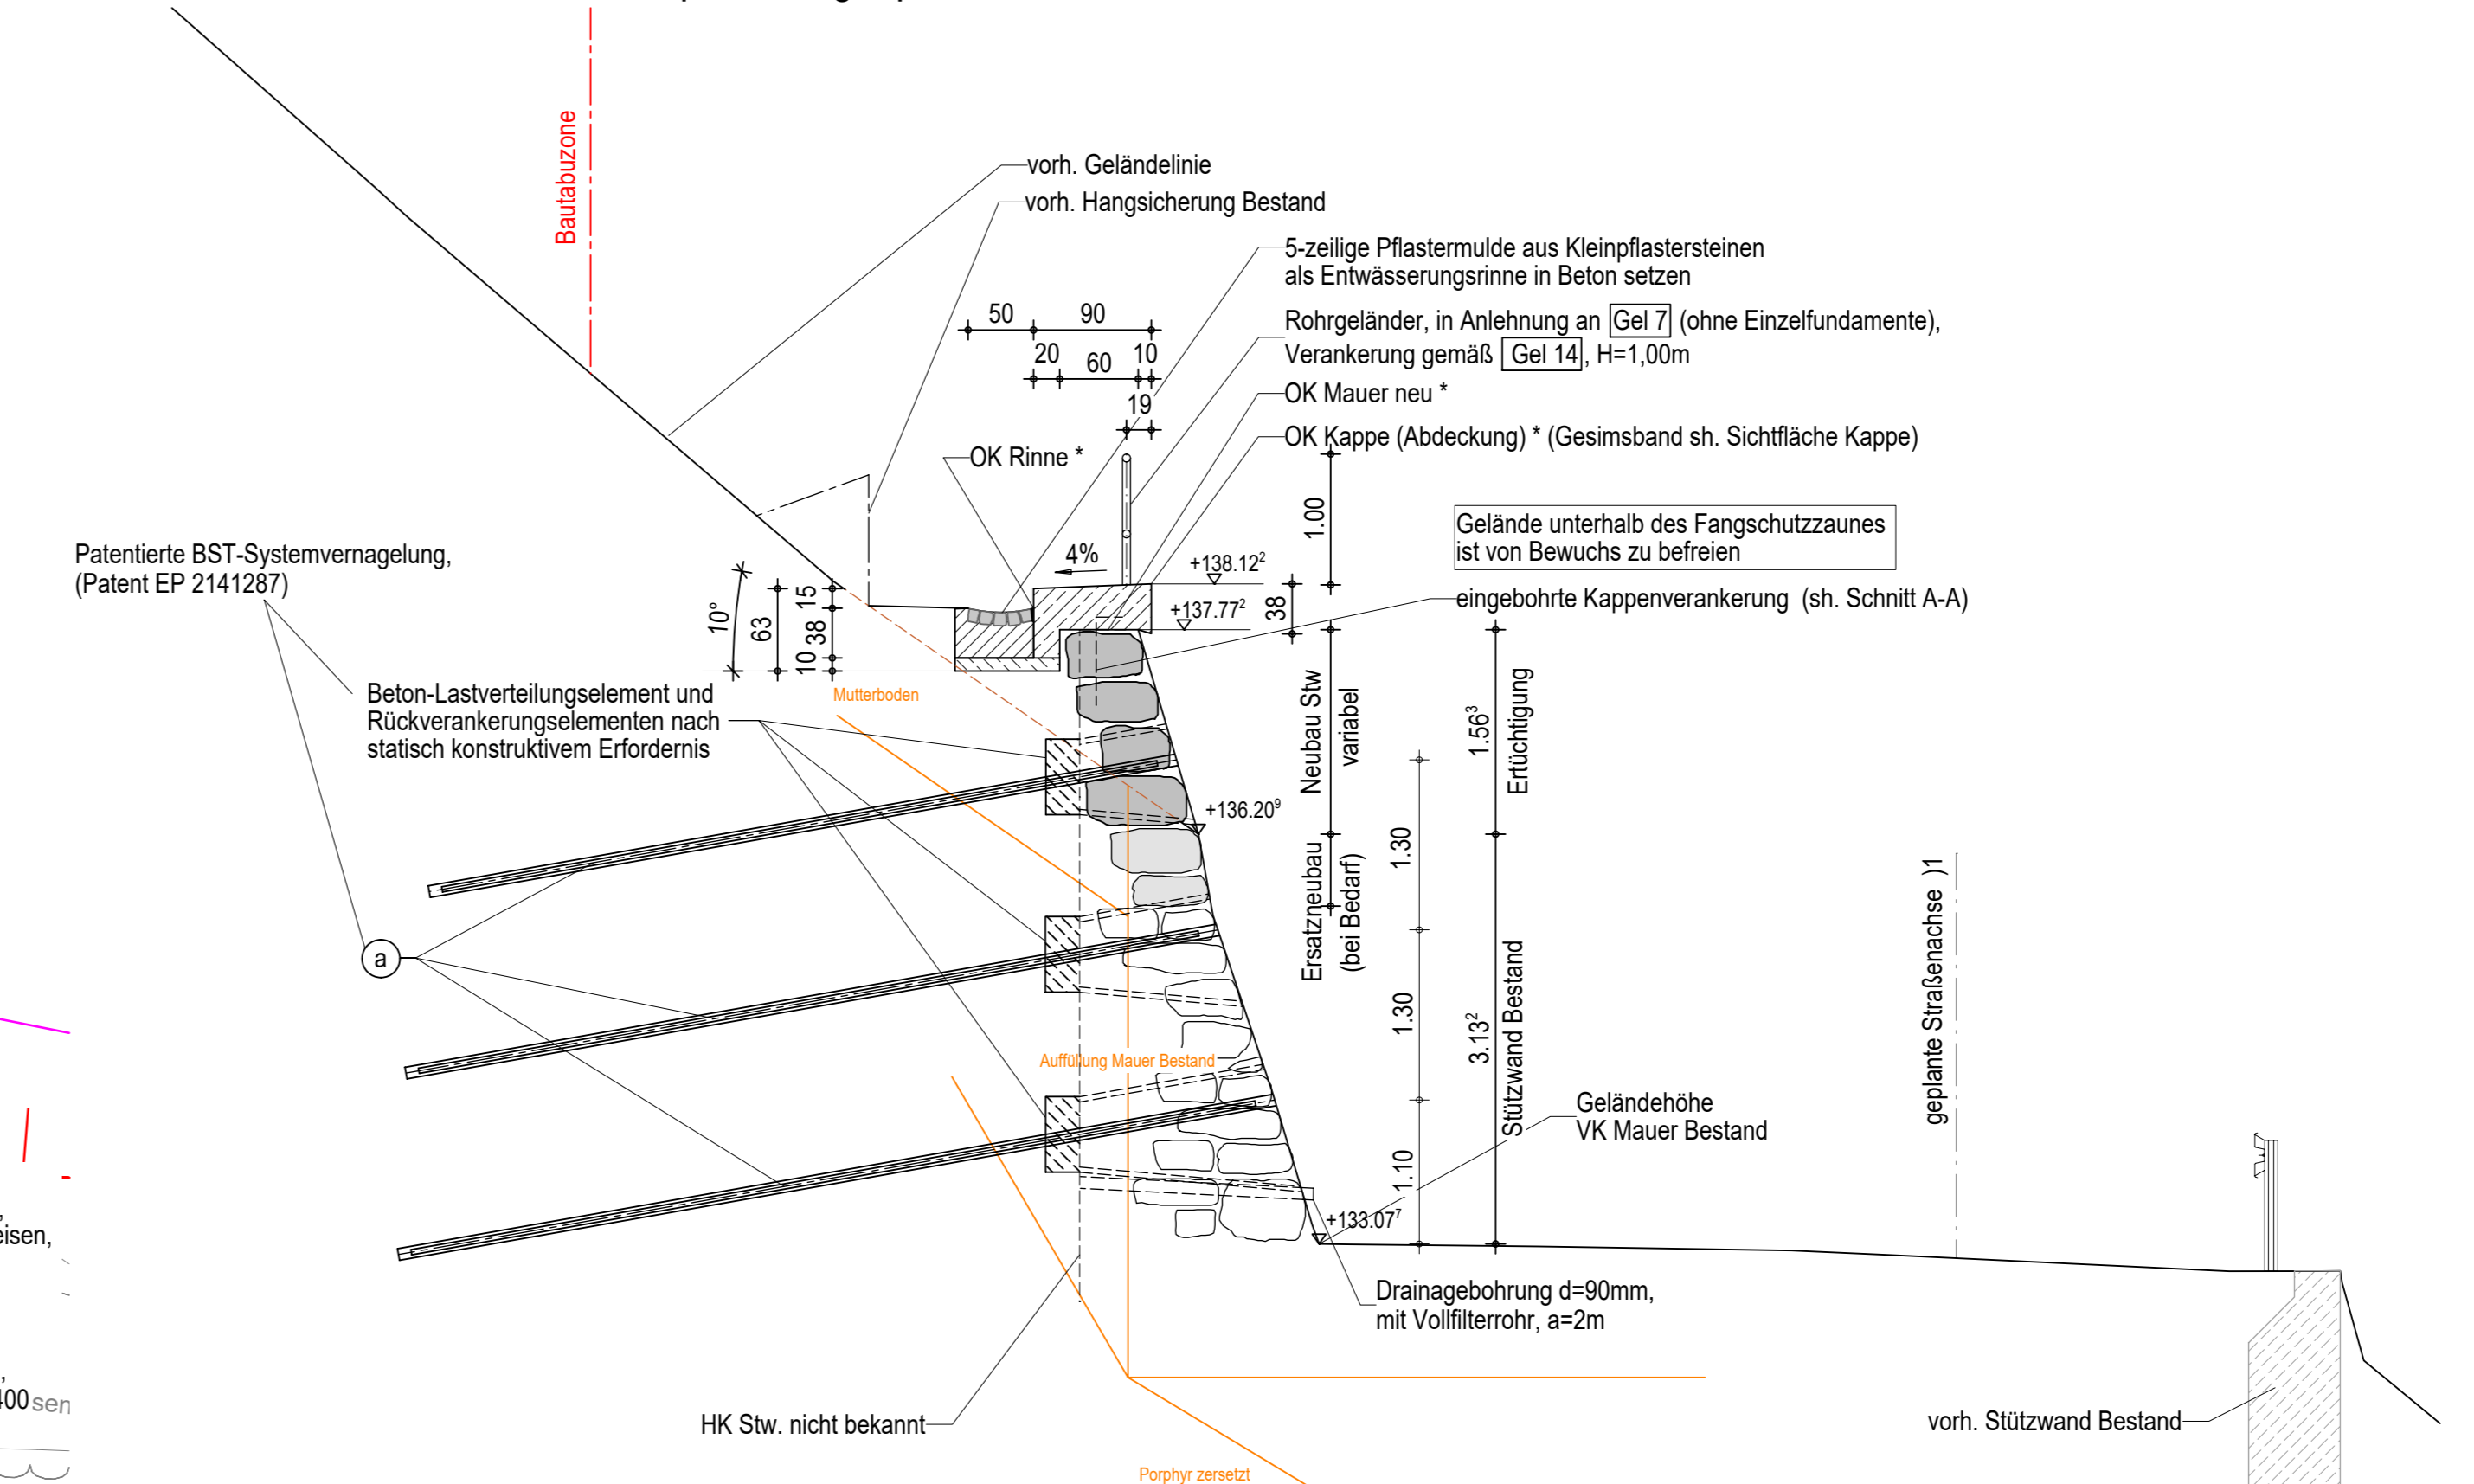 Bautabuzone
vorh. Geländelinie
vorh. Hangsicherung Bestand
5-zeilige Pflastermulde aus Kleinpflastersteinen
als Entwässerungsrinne in Beton setzen
50 90
20 60 10
19
Rohrgeländer, in Anlehnung an Gel 7 (ohne Einzelfundamente),
Verankerung gemäß Gel 14, H=1,00m
OK Mauer neu *
OK Kappe (Abdeckung) * (Gesimsband sh. Sichtfläche Kappe)
OK Rinne *
1.00
Gelände unterhalb des Fangschutzzaunes
ist von Bewuchs zu befreien
Patentierte BST-Systemvernagelung,
(Patent EP 2141287)
4%
+138.12²
+137.77²
38
eingebohrte Kappenverankerung (sh. Schnitt A-A)
10°
63
15
38
10
Beton-Lastverteilungselement und
Rückverankerungselementen nach
statisch konstruktivem Erfordernis
Mutterboden
Neubau Stw
variabel
1.56³
Ertüchtigung
+136.20⁹
Ersatzneubau
(bei Bedarf)
1.30
1.30
1.10
3.13²
Stützwand Bestand
geplante Straßenachse )1
a
Auffüllung Mauer Bestand
Geländehöhe
VK Mauer Bestand
+133.07⁷
Drainagebohrung d=90mm,
mit Vollfilterrohr, a=2m
HK Stw. nicht bekannt
vorh. Stützwand Bestand
Porphyr zersetzt
eisen,
400 sen